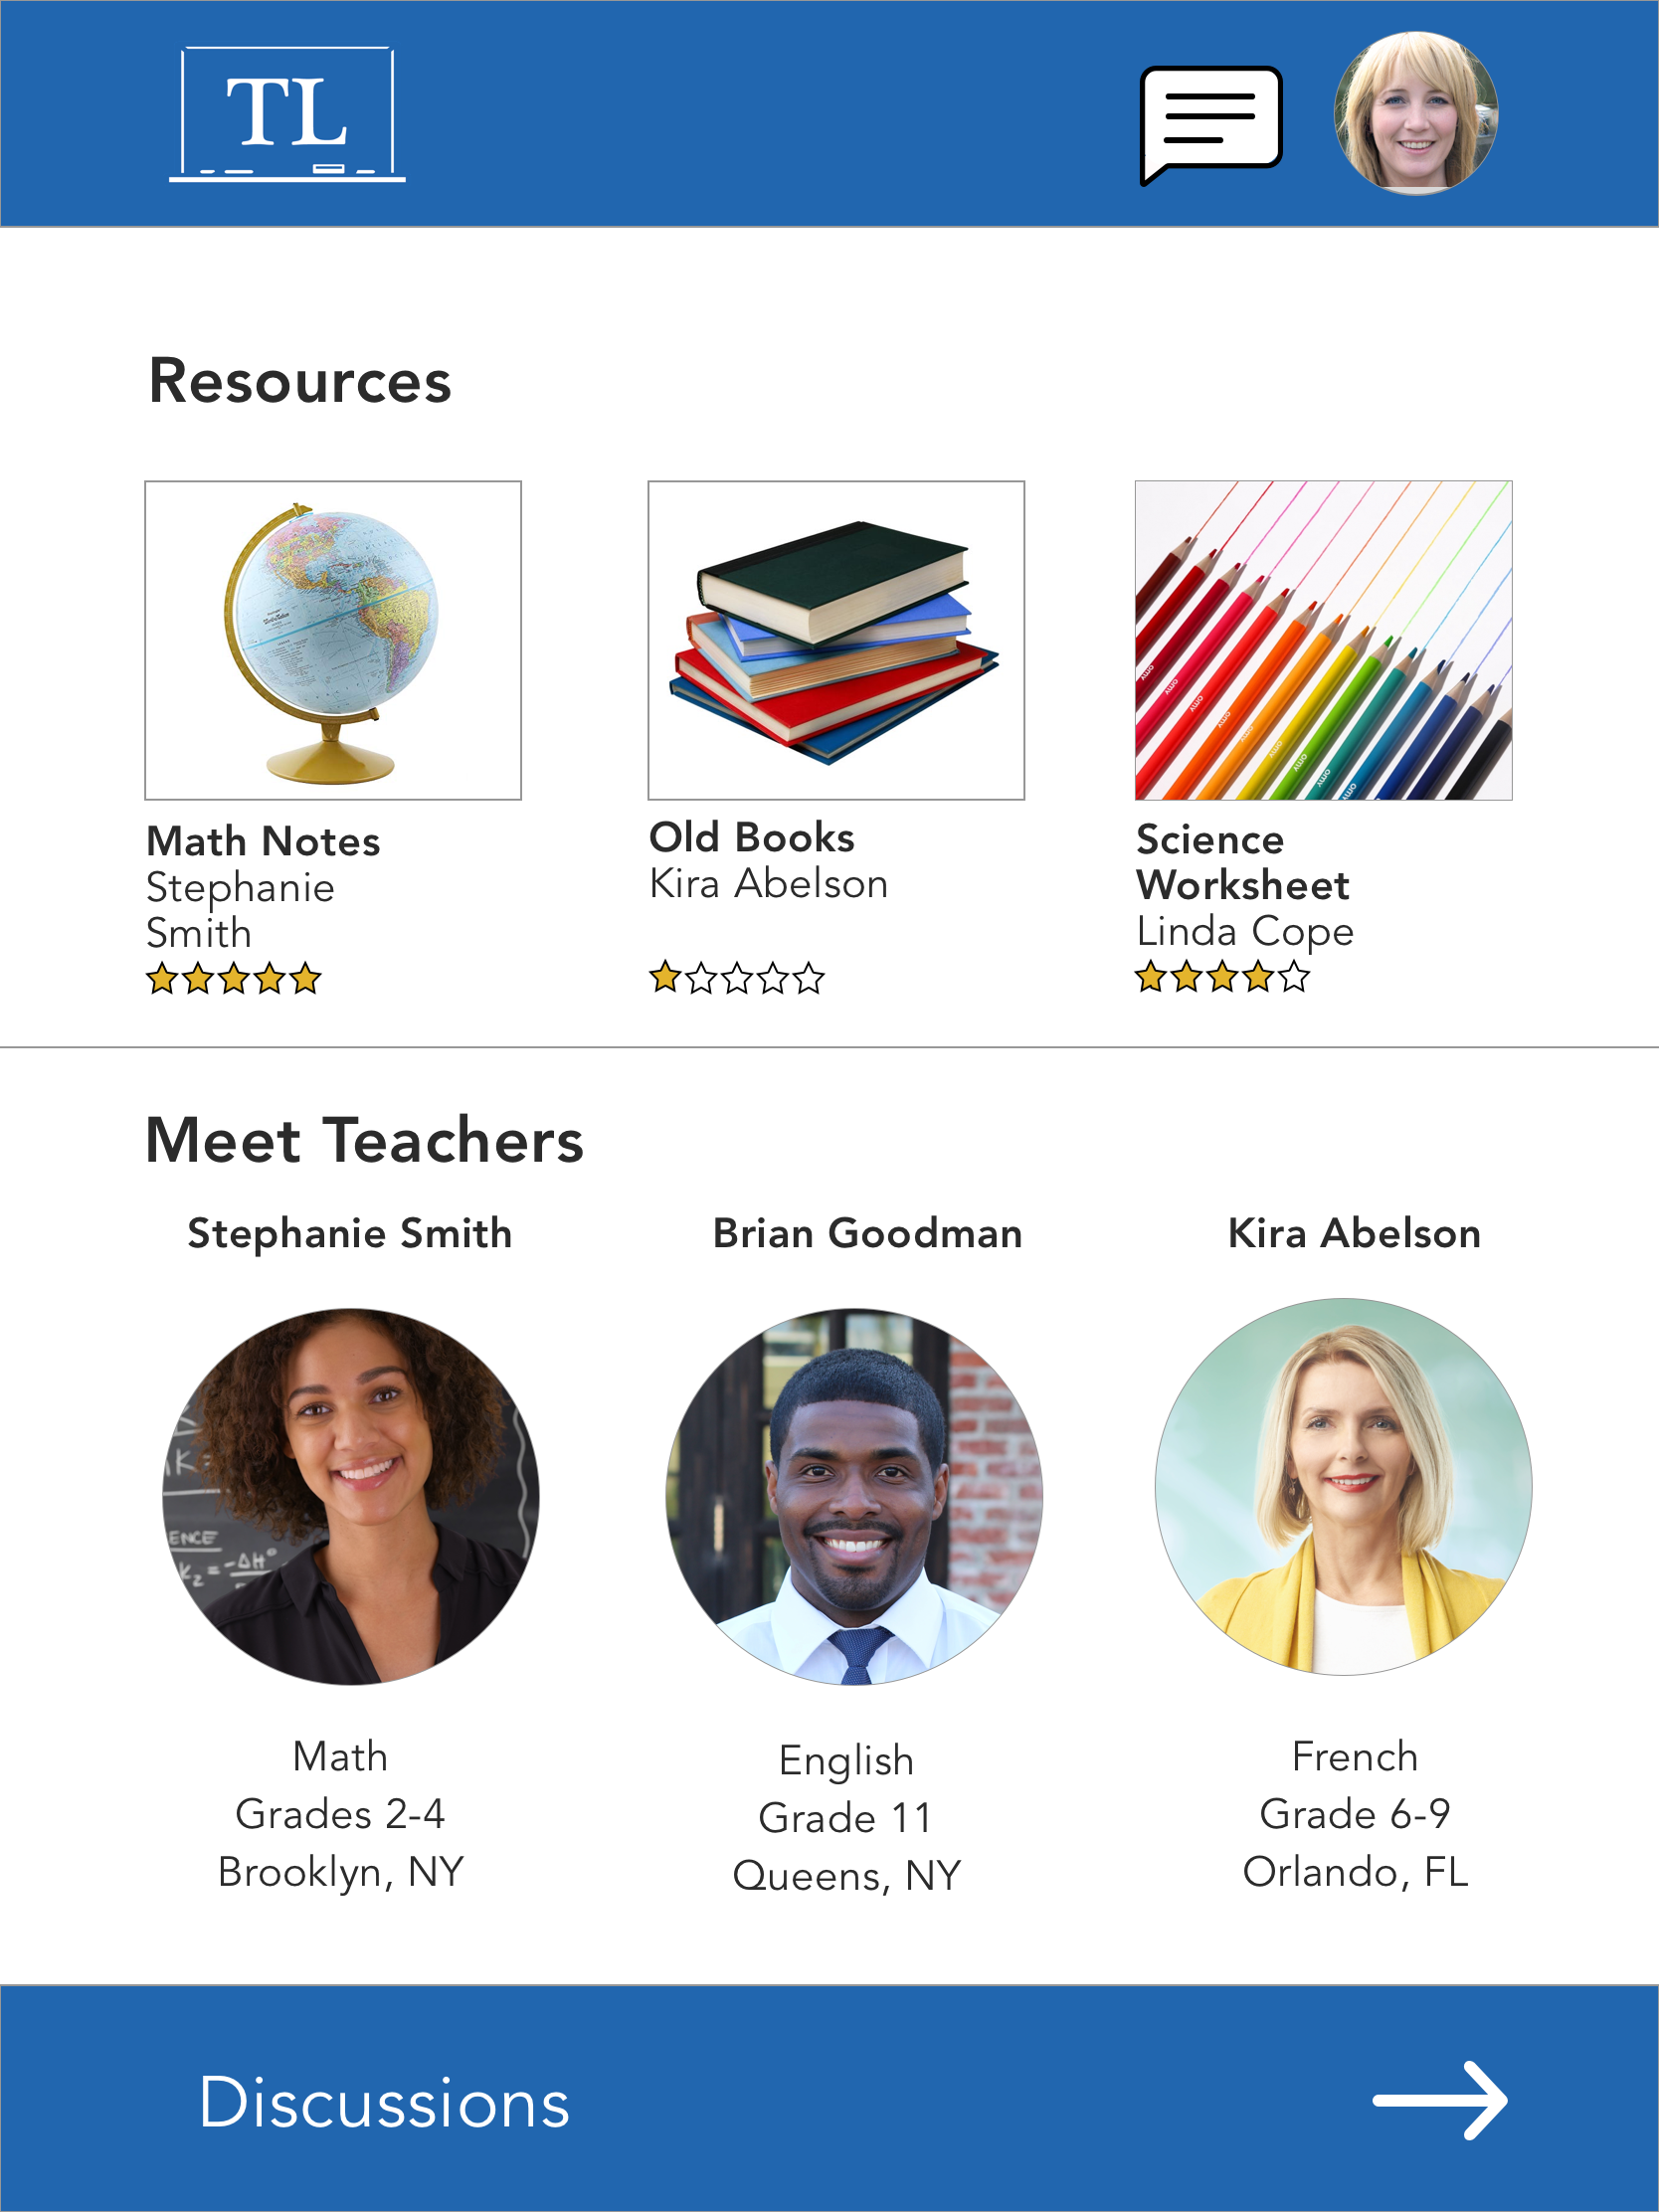 TL
Resources
Math Notes
Stephanie
Smith
Old Books
Kira Abelson
Science
Worksheet
Linda Cope
Meet Teachers
Stephanie Smith
Brian Goodman
Kira Abelson
ENCE
Math
Grades 2-4
Brooklyn, NY
English
Grade 11
Queens, NY
French
Grade 6-9
Orlando, FL
Discussions